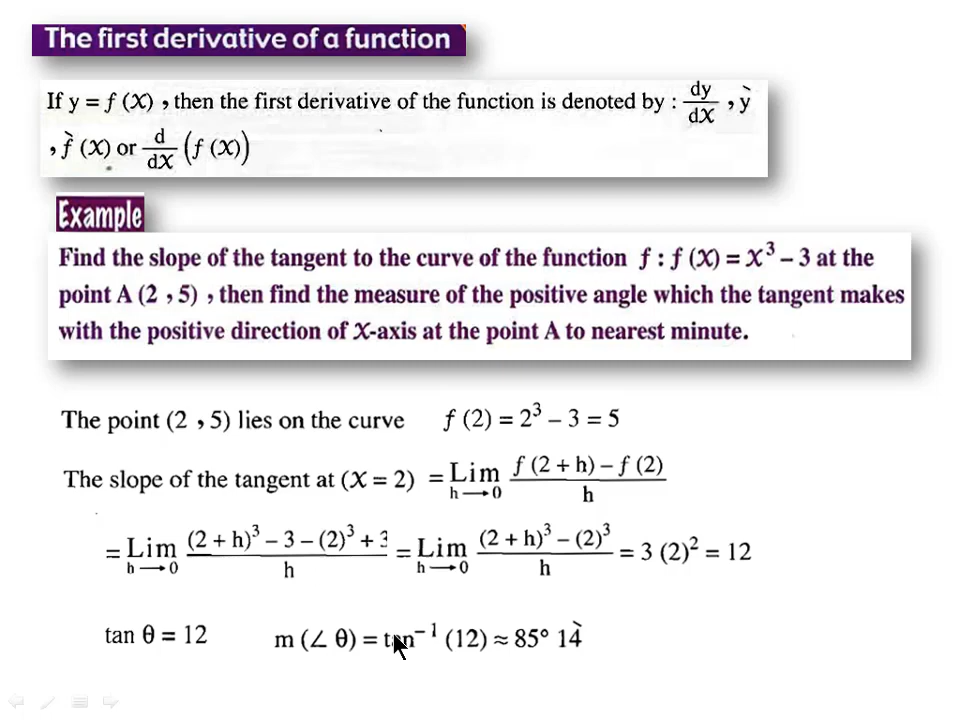 The first derivative of a function
If y = f (X) , then the first derivative of the function is denoted by : dy/dX , ỳ
, f̀ (X) or d/dX (f (X))
Example
Find the slope of the tangent to the curve of the function f : f (X) = X³ – 3 at the
point A (2 , 5) , then find the measure of the positive angle which the tangent makes
with the positive direction of X-axis at the point A to nearest minute.
The point (2 , 5) lies on the curve f (2) = 2³ – 3 = 5
The slope of the tangent at (X = 2) = Lim h→0 f (2 + h) – f (2) / h
= Lim h→0 (2 + h)³ – 3 – (2)³ + 3 / h = Lim h→0 (2 + h)³ – (2)³ / h = 3 (2)² = 12
tan θ = 12 m (∠ θ) = tan⁻¹ (12) ≈ 85° 14̀